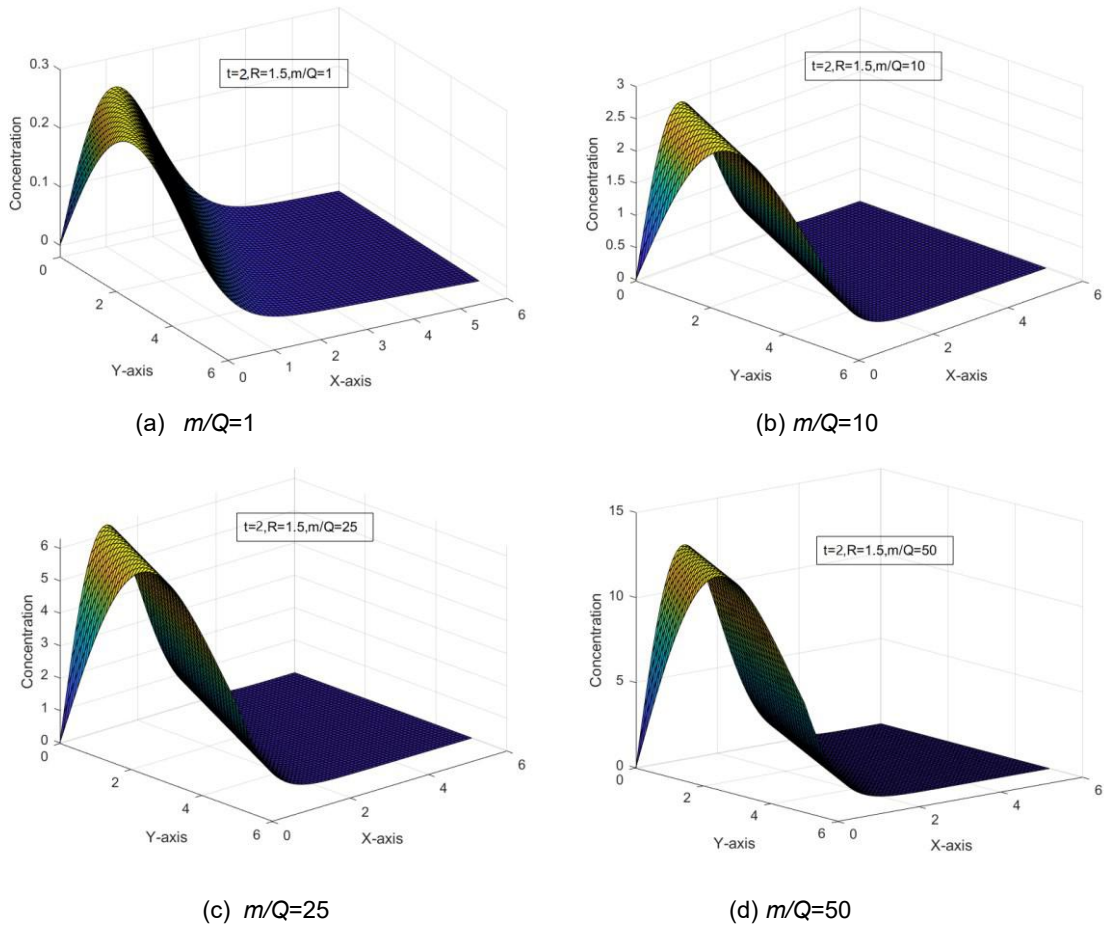 t=2,R=1.5,m/Q=1
0.3
0.2
0.1
0
Concentration
0
2
4
6
Y-axis
0
1
2
3
4
5
6
X-axis
(a) m/Q=1
t=2,R=1.5,m/Q=10
3
2.5
2
1.5
1
0.5
0
Concentration
0
2
4
6
Y-axis
0
2
4
6
X-axis
(b) m/Q=10
t=2,R=1.5,m/Q=25
6
5
4
3
2
1
0
Concentration
0
2
4
6
Y-axis
0
2
4
6
X-axis
(c) m/Q=25
t=2,R=1.5,m/Q=50
15
10
5
0
Concentration
0
2
4
6
Y-axis
0
2
4
6
X-axis
(d) m/Q=50